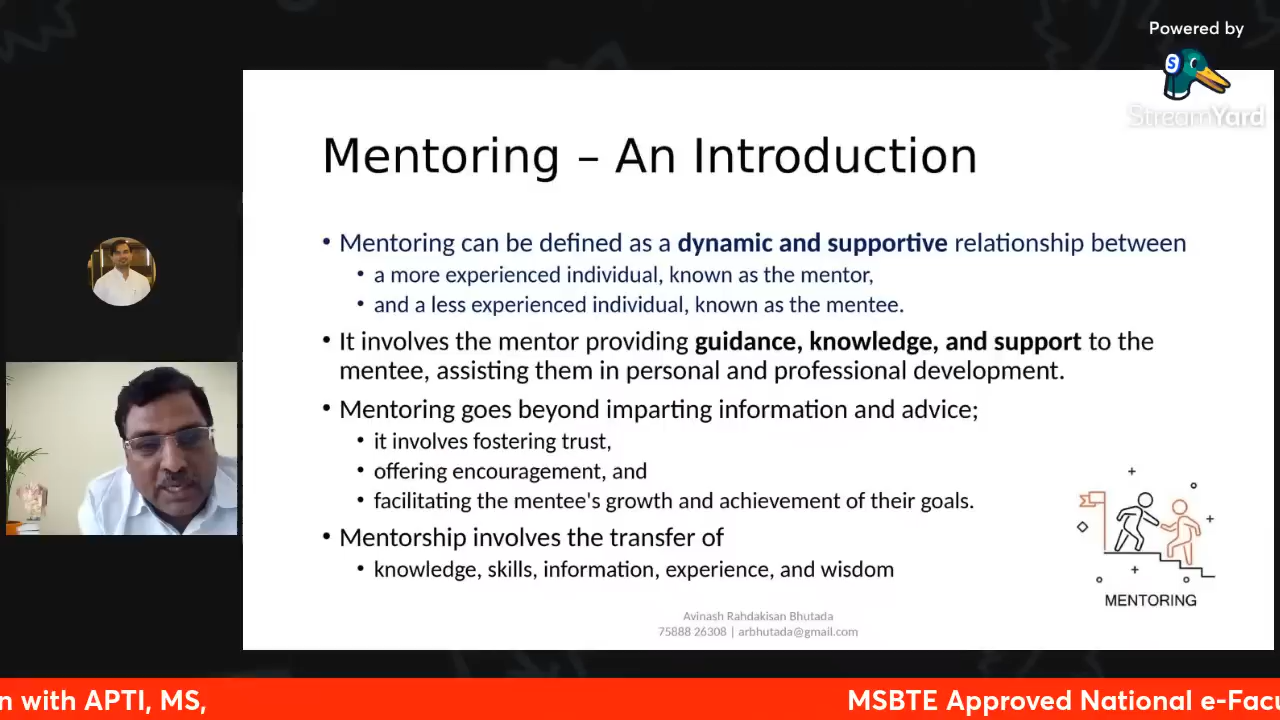 Powered by
StreamYard
Mentoring – An Introduction
• Mentoring can be defined as a dynamic and supportive relationship between
• a more experienced individual, known as the mentor,
• and a less experienced individual, known as the mentee.
• It involves the mentor providing guidance, knowledge, and support to the
mentee, assisting them in personal and professional development.
• Mentoring goes beyond imparting information and advice;
• it involves fostering trust,
• offering encouragement, and
• facilitating the mentee's growth and achievement of their goals.
• Mentorship involves the transfer of
• knowledge, skills, information, experience, and wisdom
MENTORING
Avinash Rahdakisan Bhutada
75888 26308 | arbhutada@gmail.com
n with APTI, MS, MSBTE Approved National e-Facu